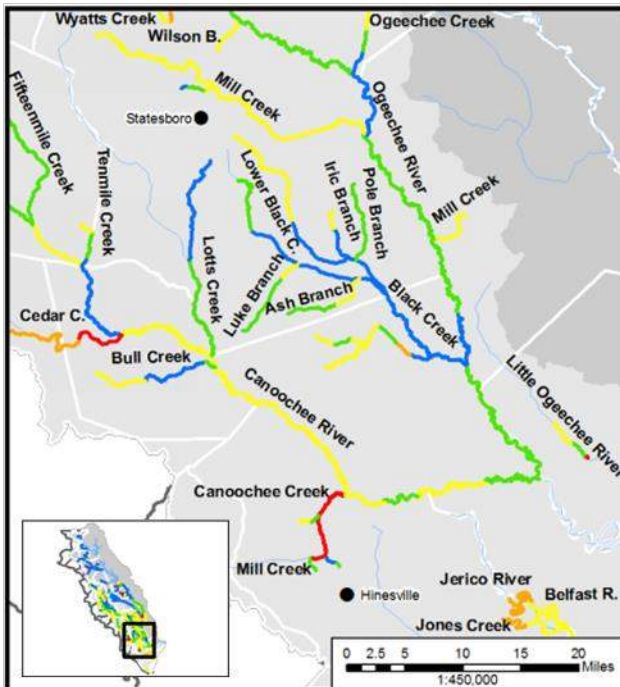 Wyatts Creek
Ogeechee Creek
Wilson B.
Fifteenmile Creek
Mill Creek
Statesboro
Ogeechee River
Tenmile Creek
Lower Black C.
Iric Branch
Pole Branch
Mill Creek
Lotts Creek
Luke Branch
Ash Branch
Black Creek
Cedar C.
Bull Creek
Little Ogeechee River
Canoochee River
Canoochee Creek
Mill Creek
Hinesville
Jerico River
Belfast R.
Jones Creek
0 2.5 5 10 15 20
Miles
1:450,000